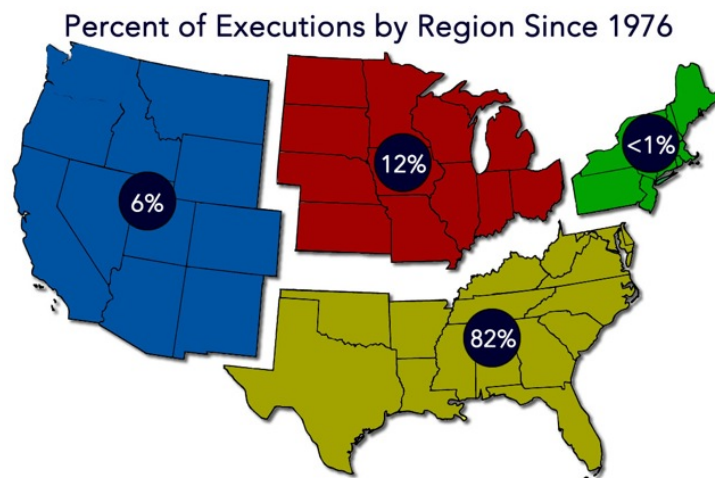 Percent of Executions by Region Since 1976
<1%
12%
6%
82%